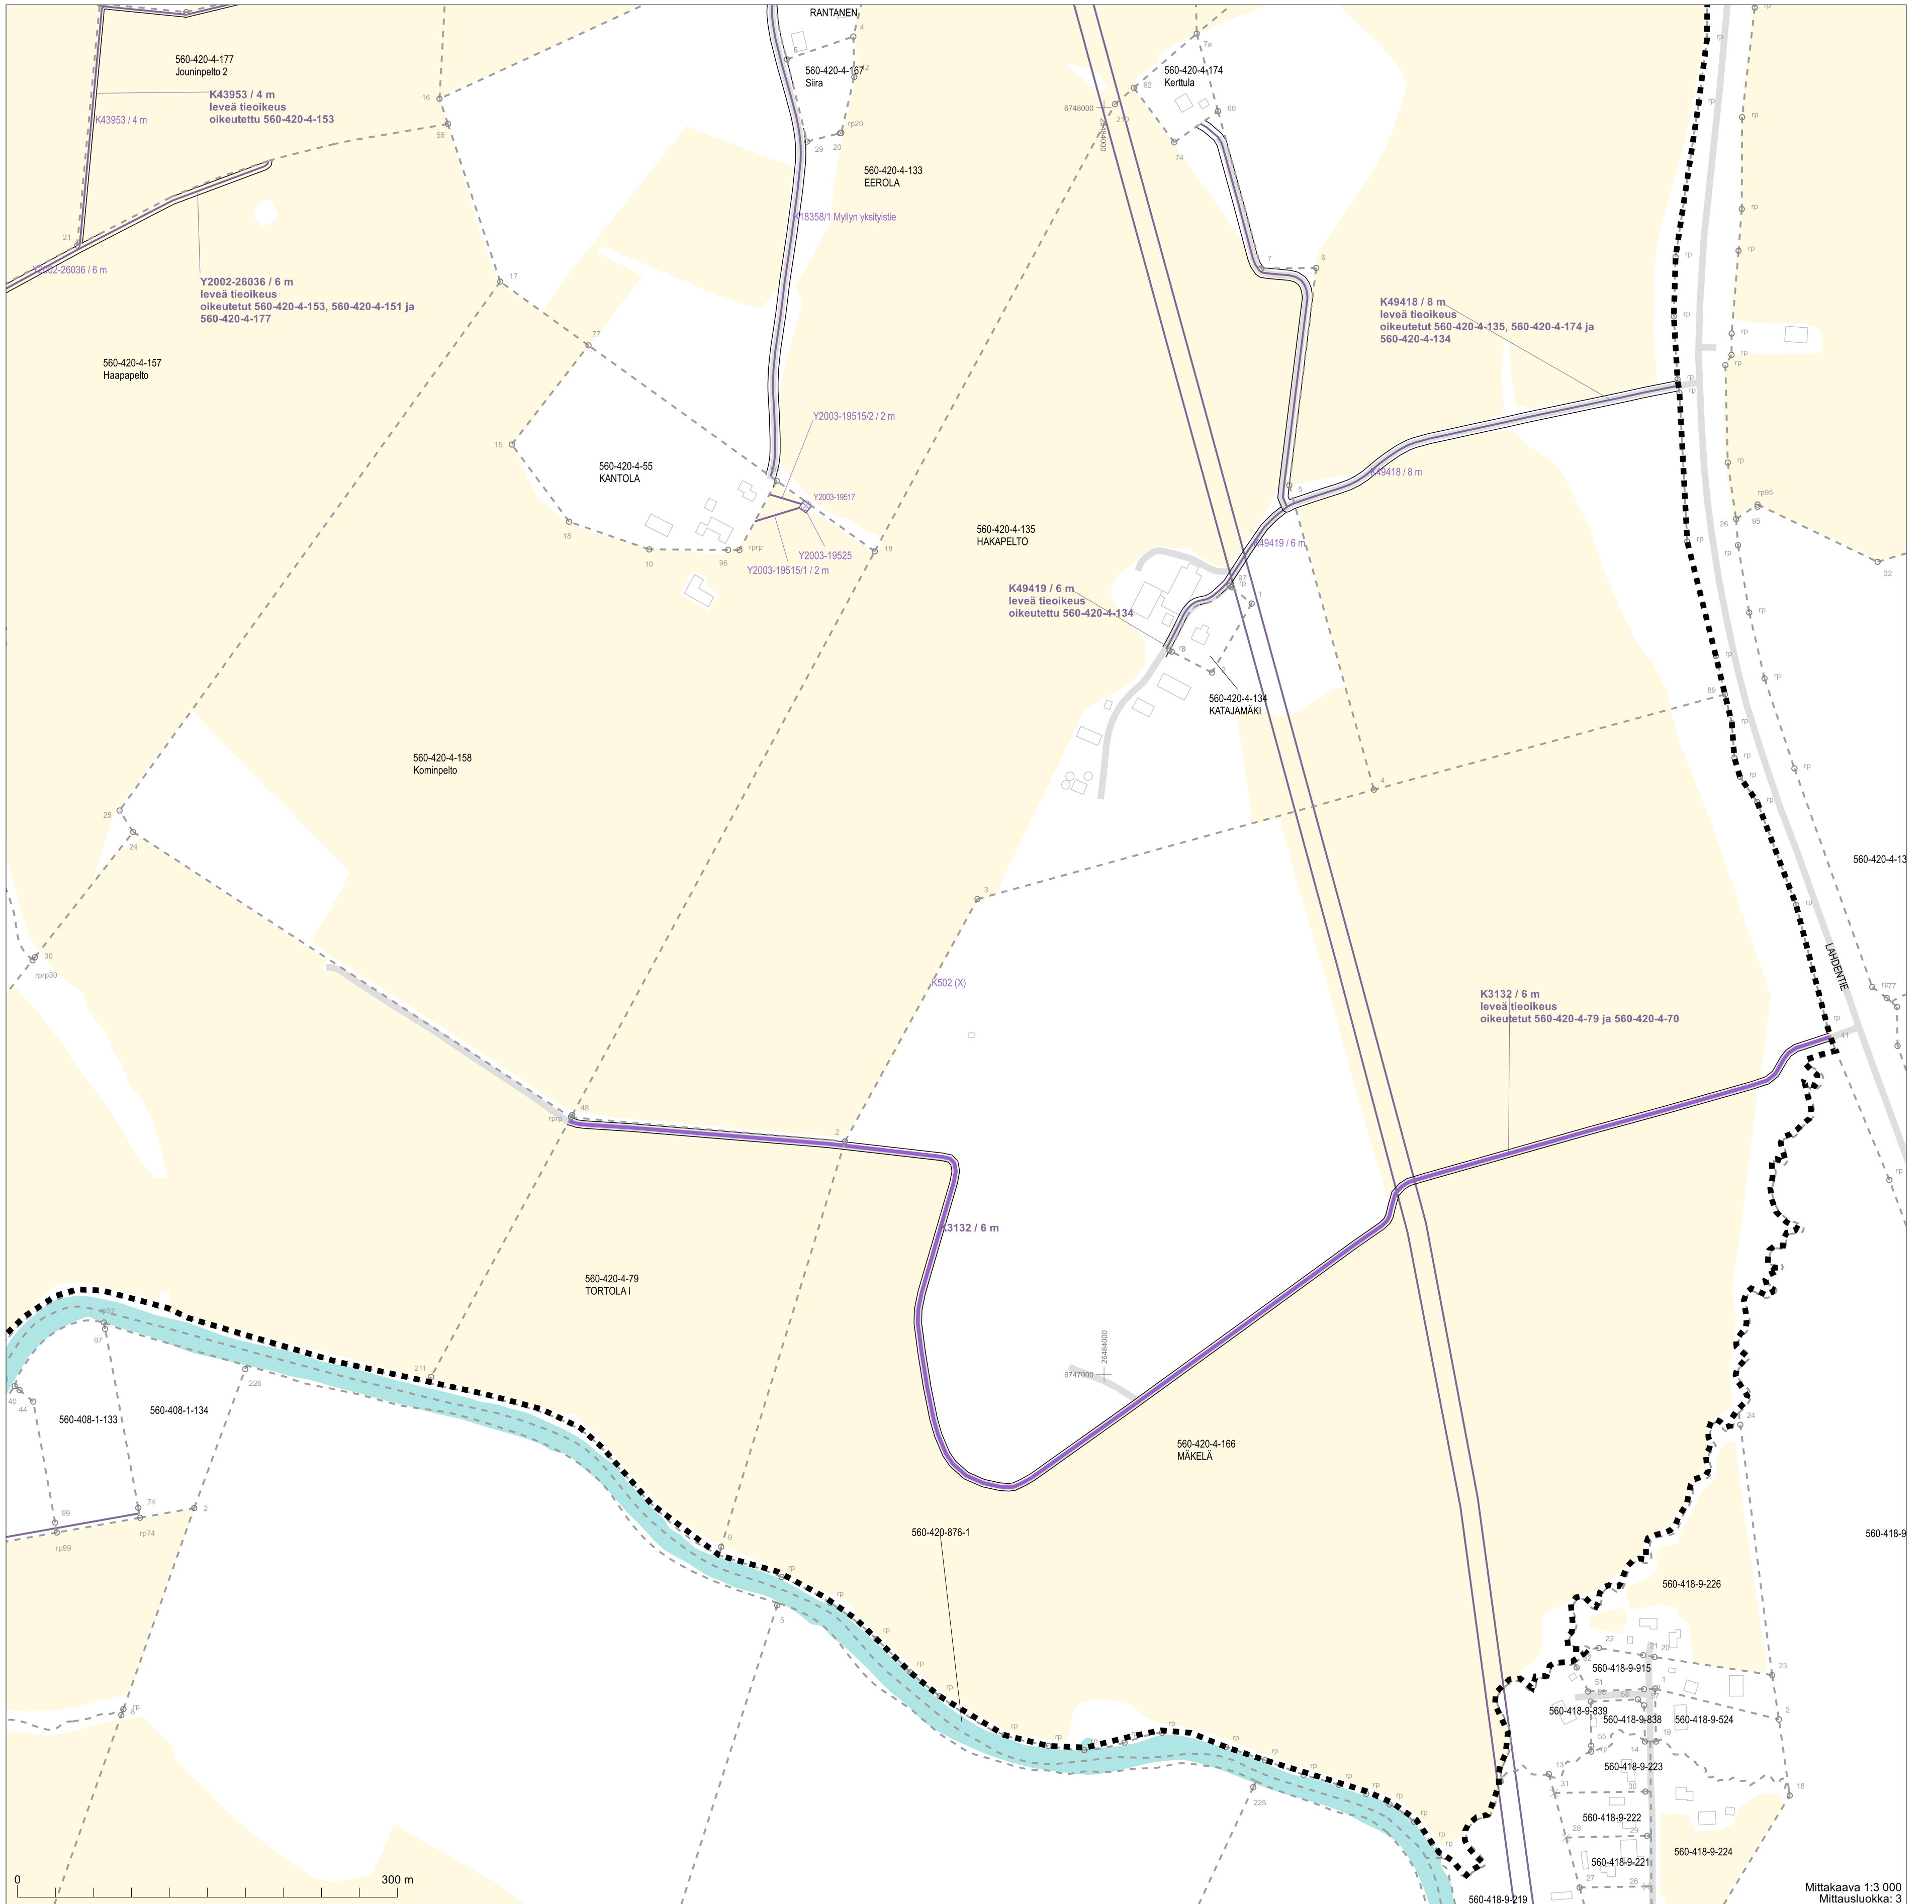 RANTANEN
560-420-4-177
Jouninpelto 2
K43953 / 4 m
leveä tieoikeus
oikeutettu 560-420-4-153
K43953 / 4 m
560-420-4-167
Siira
560-420-4-174
Kerttula
560-420-4-133
EEROLA
6748000
26484000
K18358/1 Myllyn yksityistie
Y2002-26036 / 6 m
Y2002-26036 / 6 m
leveä tieoikeus
oikeutetut 560-420-4-153, 560-420-4-151 ja
560-420-4-177
K49418 / 8 m
leveä tieoikeus
oikeutetut 560-420-4-135, 560-420-4-174 ja
560-420-4-134
560-420-4-157
Haapapelto
Y2003-19515/2 / 2 m
560-420-4-55
KANTOLA
K49418 / 8 m
Y2003-19517
560-420-4-135
HAKAPELTO
K49419 / 6 m
Y2003-19525
Y2003-19515/1 / 2 m
K49419 / 6 m
leveä tieoikeus
oikeutettu 560-420-4-134
560-420-4-134
KATAJAMÄKI
560-420-4-158
Kominpelto
560-420-4-13
LAHDENTIE
K502 (X)
K3132 / 6 m
leveä tieoikeus
oikeutetut 560-420-4-79 ja 560-420-4-70
K3132 / 6 m
560-420-4-79
TORTOLA I
6747000
26484000
560-408-1-133
560-408-1-134
560-420-4-166
MÄKELÄ
560-420-876-1
560-418-9
560-418-9-226
560-418-9-915
560-418-9-839
560-418-9-838
560-418-9-524
560-418-9-223
560-418-9-222
560-418-9-221
560-418-9-224
560-418-9-219
0
300 m
Mittakaava 1:3 000
Mittausluokka: 3